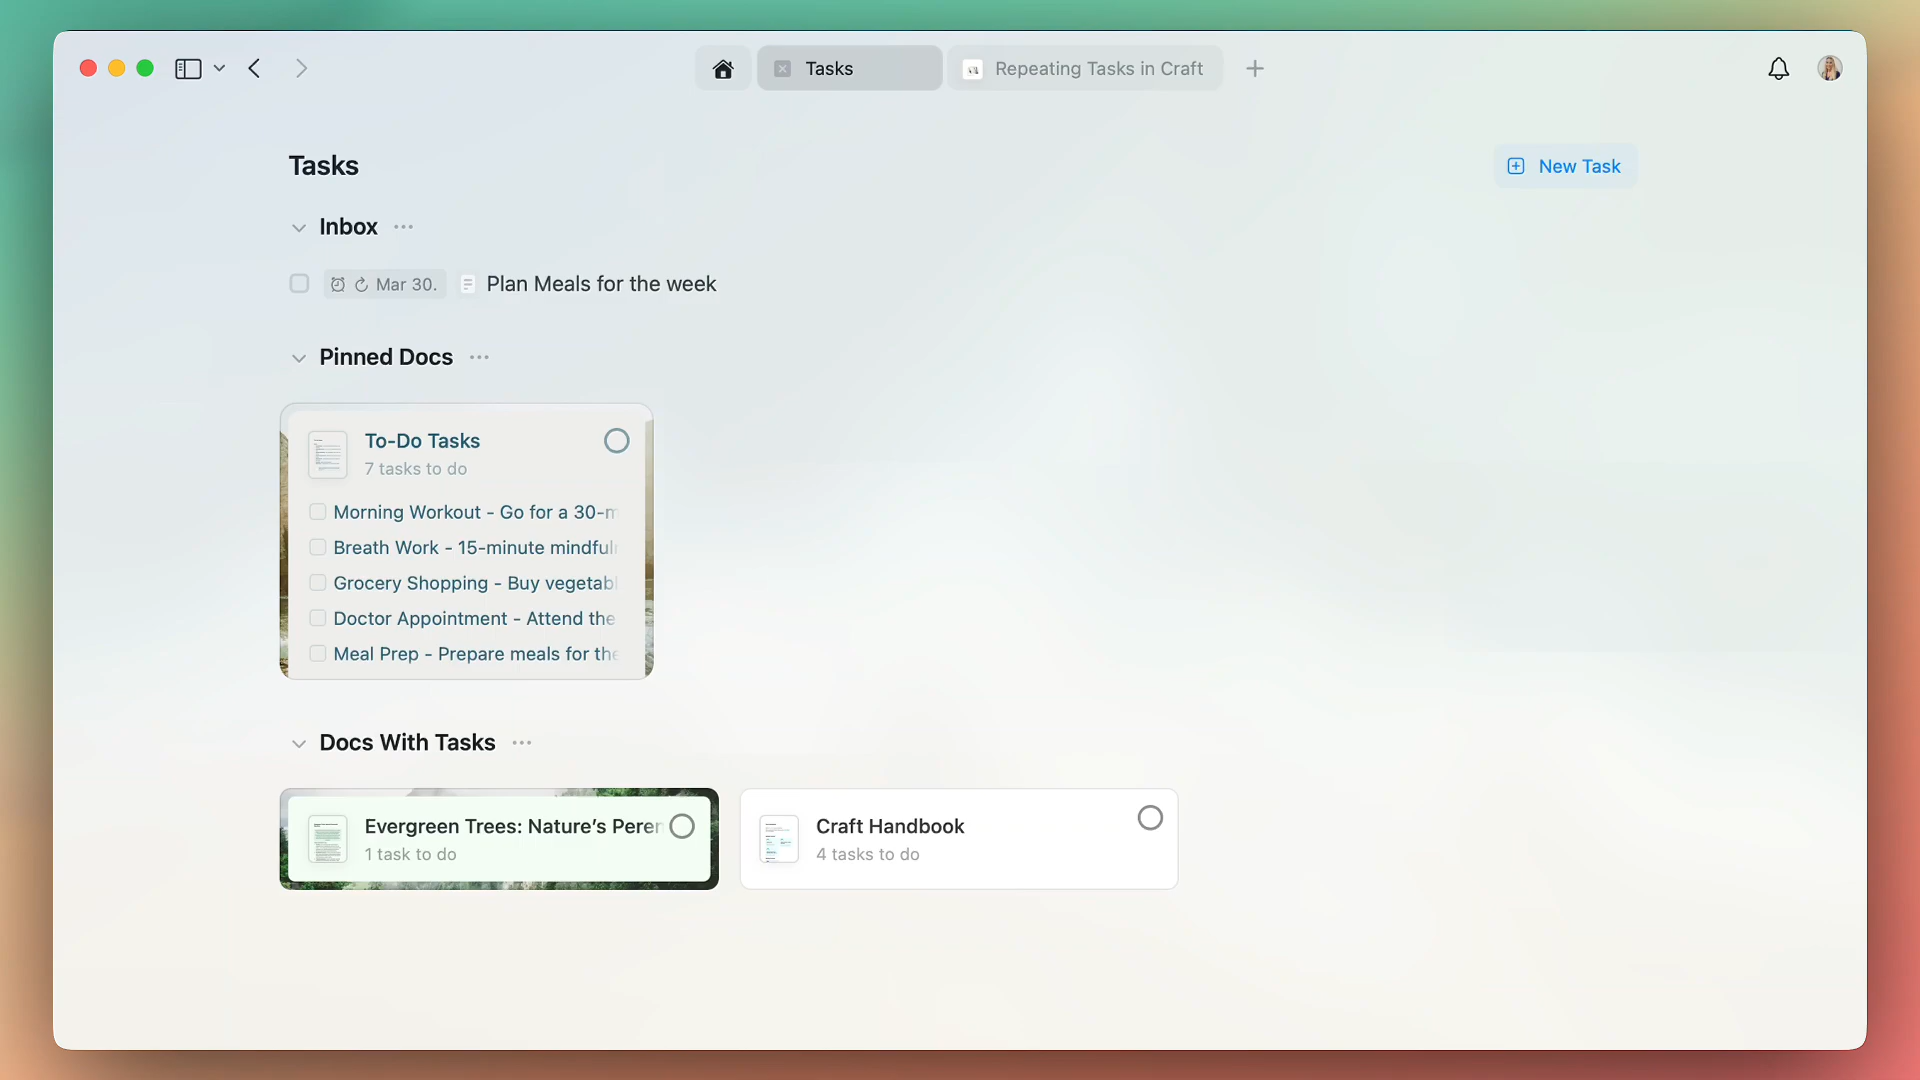 Tasks
Repeating Tasks in Craft
Tasks
New Task
Inbox
Mar 30.
Plan Meals for the week
Pinned Docs
To-Do Tasks
7 tasks to do
Morning Workout - Go for a 30-m
Breath Work - 15-minute mindful
Grocery Shopping - Buy vegetabl
Doctor Appointment - Attend the
Meal Prep - Prepare meals for the
Docs With Tasks
Evergreen Trees: Nature's Peren
1 task to do
Craft Handbook
4 tasks to do